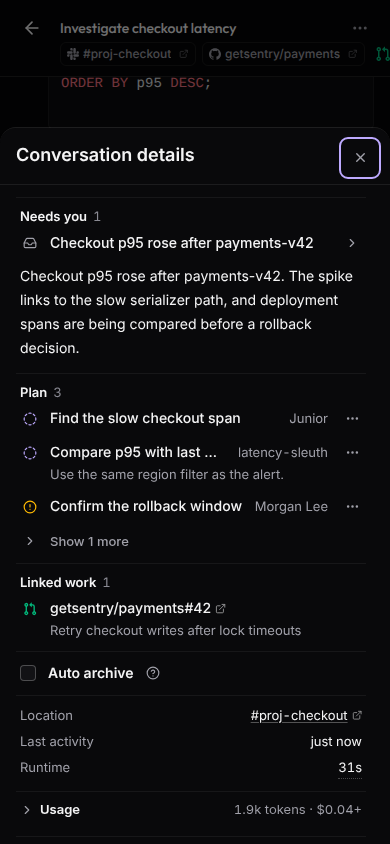 Investigate checkout latency
#proj-checkout
getsentry/payments
ORDER BY p95 DESC;
Conversation details
Needs you 1
Checkout p95 rose after payments-v42
Checkout p95 rose after payments-v42. The spike
links to the slow serializer path, and deployment
spans are being compared before a rollback
decision.
Plan 3
Find the slow checkout span Junior
Compare p95 with last ... latency-sleuth
Use the same region filter as the alert.
Confirm the rollback window Morgan Lee
Show 1 more
Linked work 1
getsentry/payments#42
Retry checkout writes after lock timeouts
Auto archive
Location #proj-checkout
Last activity just now
Runtime 31s
Usage 1.9k tokens · $0.04+